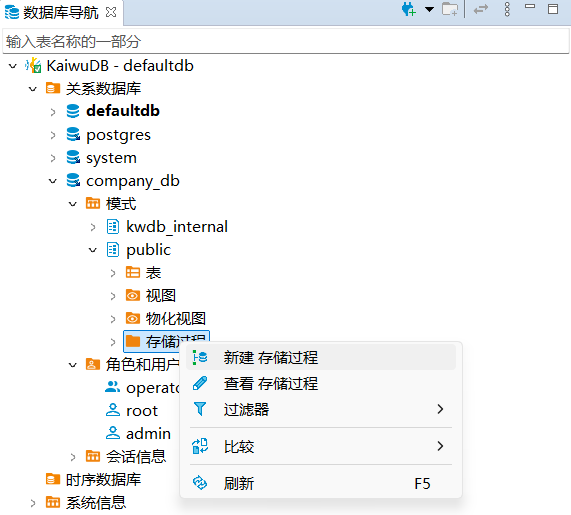 数据库导航
输入表名称的一部分
KaiwuDB - defaultdb
关系数据库
defaultdb
postgres
system
company_db
模式
kwdb_internal
public
表
视图
物化视图
存储过程
新建 存储过程
角色和用户
查看 存储过程
operato
过滤器
root
admin
比较
会话信息
时序数据库
刷新 F5
系统信息